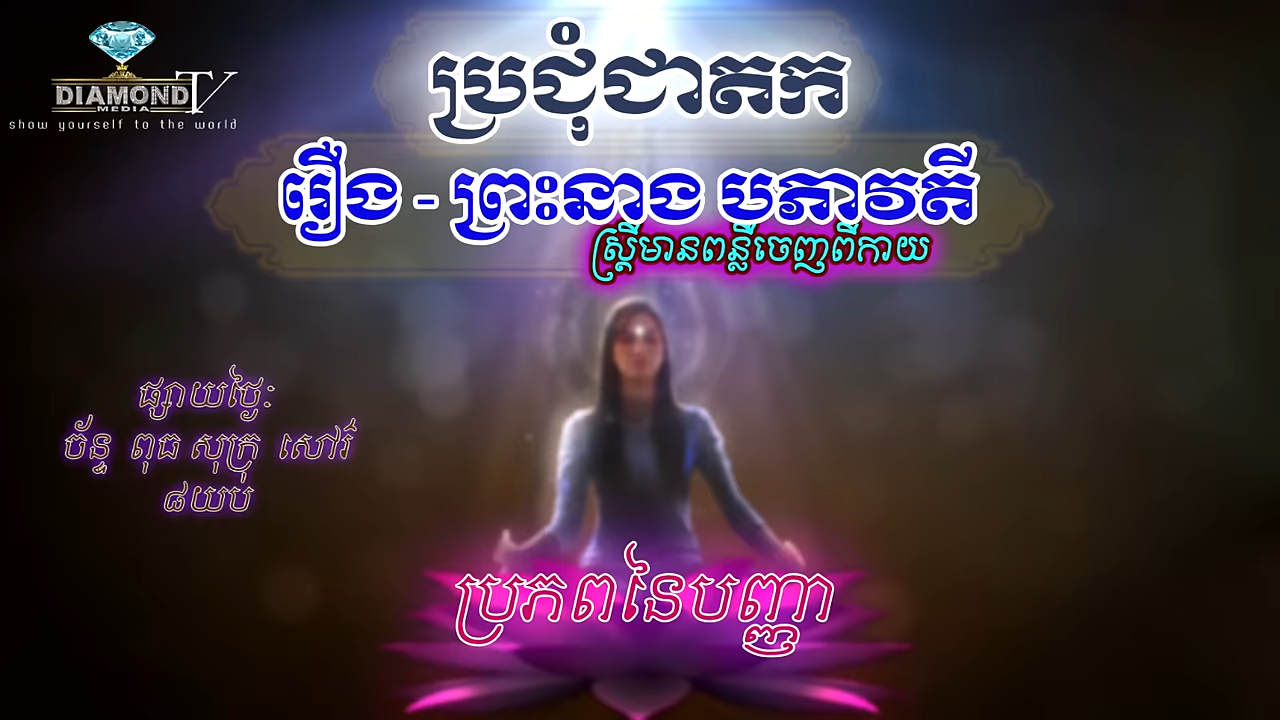 DIAMOND TV
MEDIA
show yourself to the world
ប្រជុំជាតក
រឿង - ព្រះនាង បភាវតី
ស្ត្រីមានពន្លឺចេញពីកាយ
ផ្សាយថ្ងៃៈ
ច័ន្ទ ពុធ សុក្រុ សៅរ៍
៨យប់
ប្រភពនៃបញ្ញា